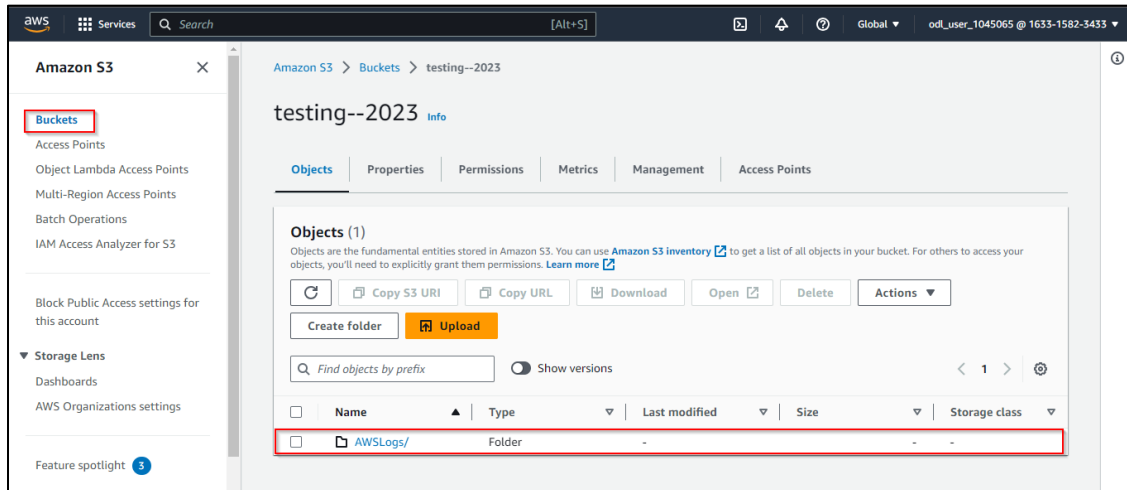 aws
Services
Search
[Alt+S]
Global
odl_user_1045065 @ 1633-1582-3433
Amazon S3
Buckets
Access Points
Object Lambda Access Points
Multi-Region Access Points
Batch Operations
IAM Access Analyzer for S3
Block Public Access settings for
this account
Storage Lens
Dashboards
AWS Organizations settings
Feature spotlight 3
Amazon S3 > Buckets > testing--2023
testing--2023 Info
Objects Properties Permissions Metrics Management Access Points
Objects (1)
Objects are the fundamental entities stored in Amazon S3. You can use Amazon S3 inventory to get a list of all objects in your bucket. For others to access your
objects, you'll need to explicitly grant them permissions. Learn more
Copy S3 URI Copy URL Download Open Delete Actions
Create folder Upload
Find objects by prefix Show versions < 1 >
Name Type Last modified Size Storage class
AWSLogs/ Folder - - -